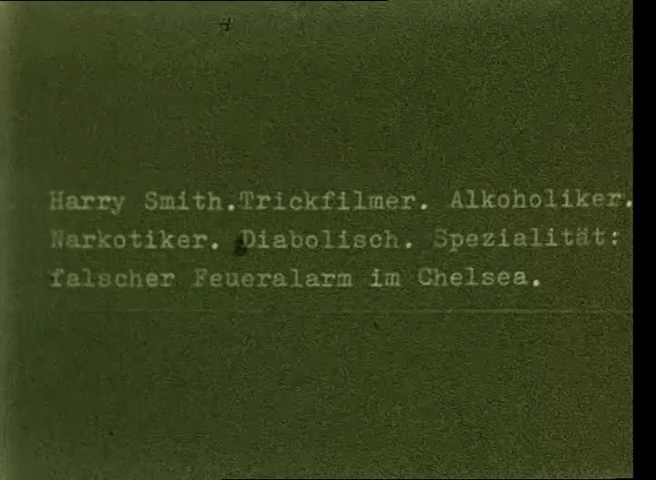 Harry Smith.Trickfilmer. Alkoholiker.
Narkotiker. Diabolisch. Spezialität:
falscher Feueralarm im Chelsea.